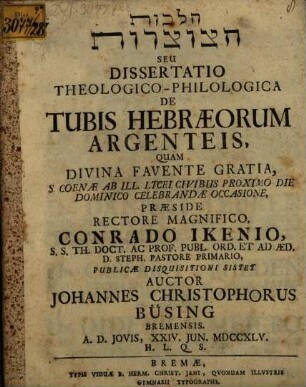 הלכות
חצוצרות
SEU
DISSERTATIO
THEOLOGICO-PHILOLOGICA
DE
TUBIS HEBRÆORUM
ARGENTEIS,
QUAM
DIVINA FAVENTE GRATIA,
S. COENÆ AB ILL. LYCEI CIVIBUS PROXIMO DIE
DOMINICO CELEBRANDÆ OCCASIONE,
PRÆSIDE
RECTORE MAGNIFICO,
CONRADO IKENIO,
S. S. TH. DOCT. AC PROF. PUBL. ORD. ET AD ÆD.
D. STEPH. PASTORE PRIMARIO,
PUBLICÆ DISQUISITIONI SISTET
AUCTOR
JOHANNES CHRISTOPHORUS
BÜSING
BREMENSIS.
A. D. JOVIS, XXIV. JUN. MDCCXLV.
H. L. Q. S.
BREMÆ,
TYPIS VIDUÆ B. HERM. CHRIST. JANI, QUONDAM ILLUSTRIS
GYMNASII TYPOGRAPHI.